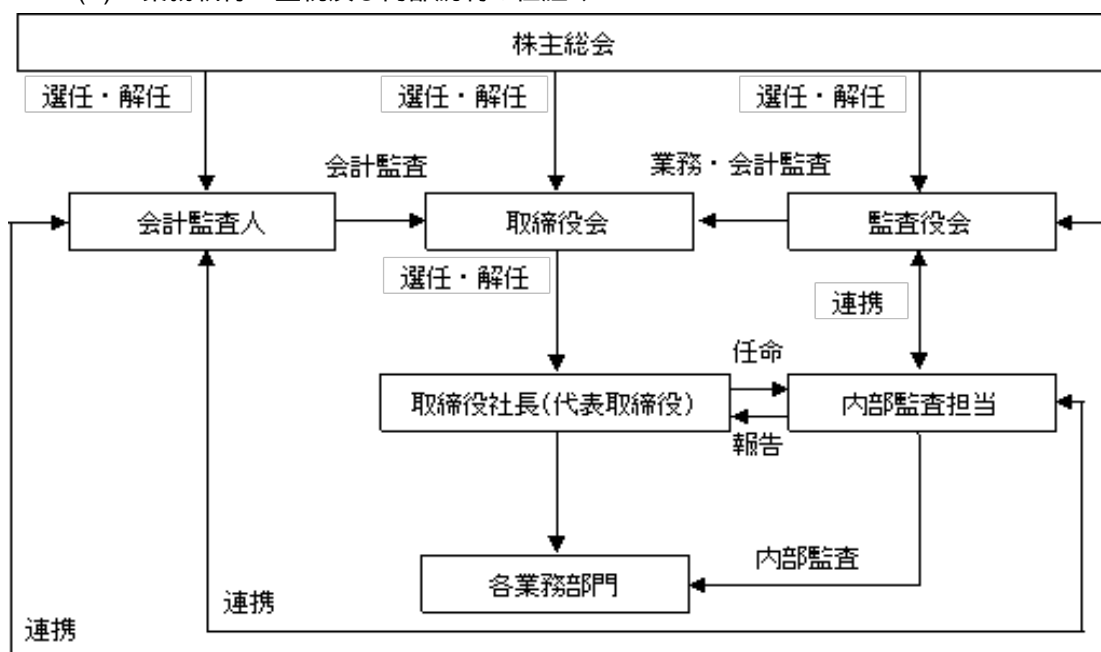 株主総会
選任・解任
選任・解任
選任・解任
会計監査
業務・会計監査
会計監査人
取締役会
監査役会
選任・解任
連携
任命
取締役社長(代表取締役)
内部監査担当
報告
内部監査
各業務部門
連携
連携